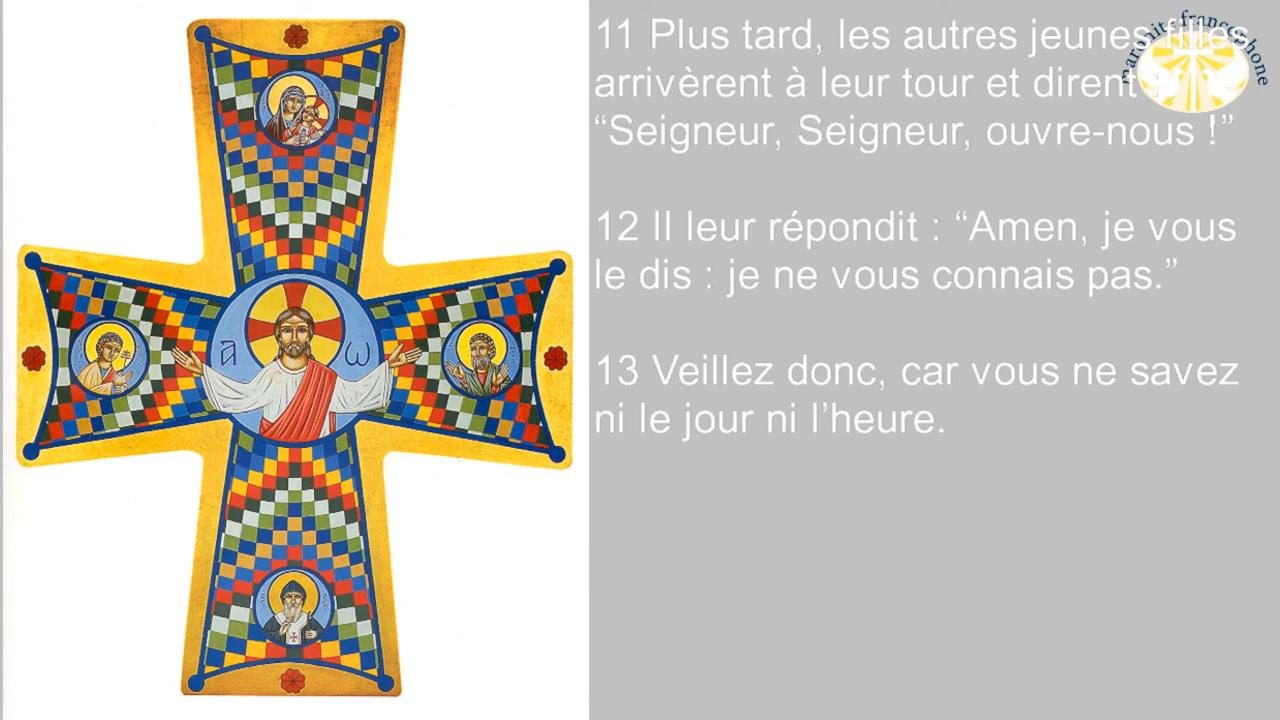 11 Plus tard, les autres jeunes filles
arrivèrent à leur tour et dirent :
“Seigneur, Seigneur, ouvre-nous !”
12 Il leur répondit : “Amen, je vous
le dis : je ne vous connais pas.”
13 Veillez donc, car vous ne savez
ni le jour ni l’heure.
maronite francophone
a
ω